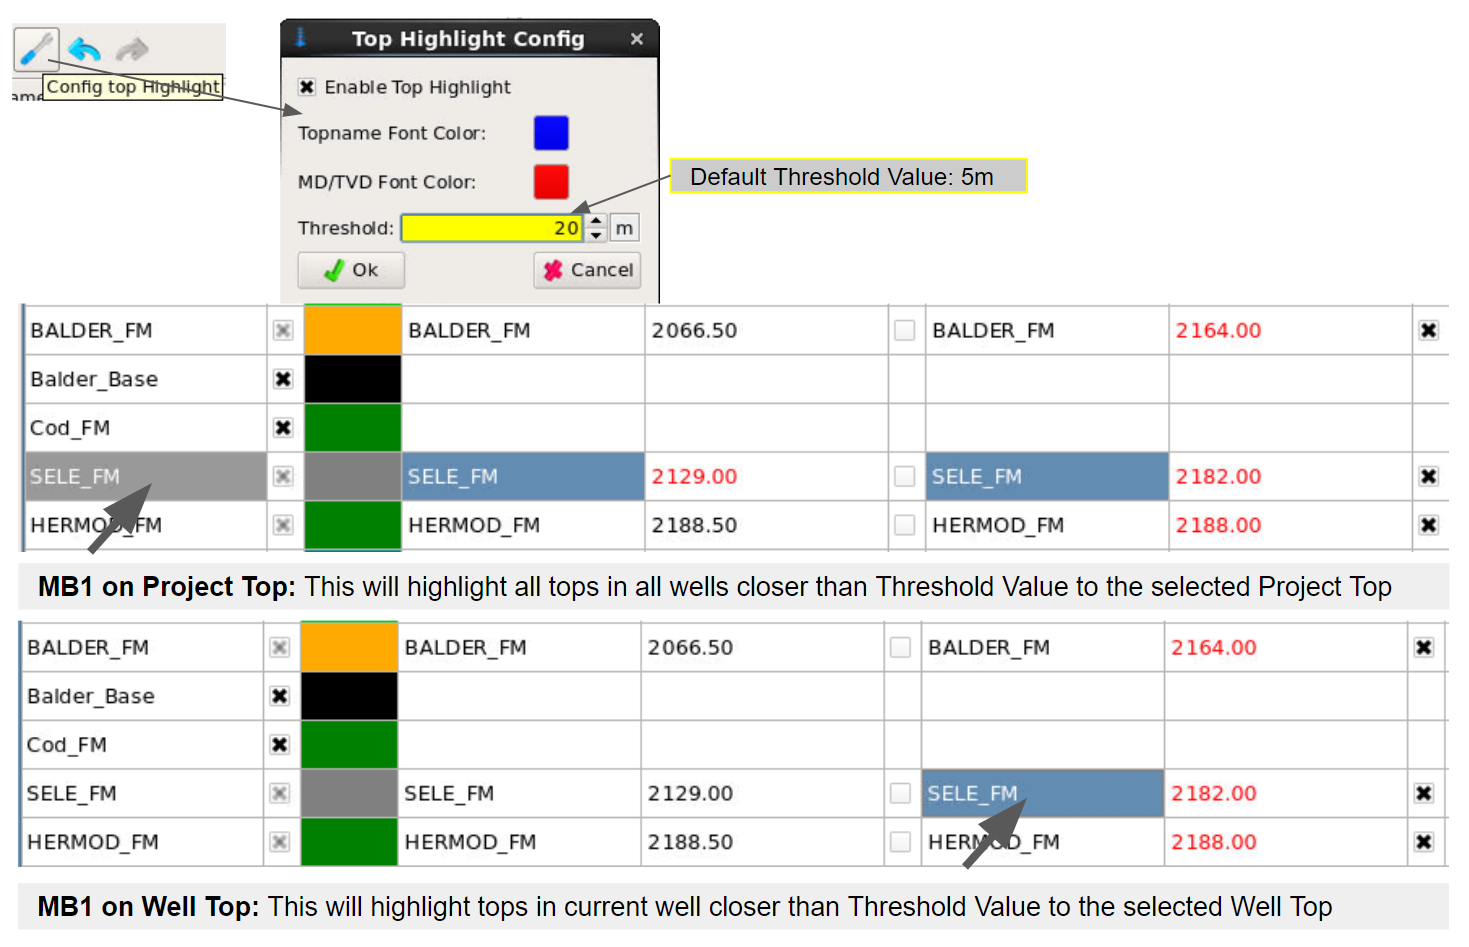 Config top Highlight
ame
Top Highlight Config
Enable Top Highlight
Topname Font Color:
MD/TVD Font Color:
Threshold: 20 m
Ok Cancel
Default Threshold Value: 5m
BALDER_FM BALDER_FM 2066.50 BALDER_FM 2164.00
Balder_Base
Cod_FM
SELE_FM SELE_FM 2129.00 SELE_FM 2182.00
HERMOD_FM HERMOD_FM 2188.50 HERMOD_FM 2188.00
MB1 on Project Top: This will highlight all tops in all wells closer than Threshold Value to the selected Project Top
BALDER_FM BALDER_FM 2066.50 BALDER_FM 2164.00
Balder_Base
Cod_FM
SELE_FM SELE_FM 2129.00 SELE_FM 2182.00
HERMOD_FM HERMOD_FM 2188.50 HERMOD_FM 2188.00
MB1 on Well Top: This will highlight tops in current well closer than Threshold Value to the selected Well Top